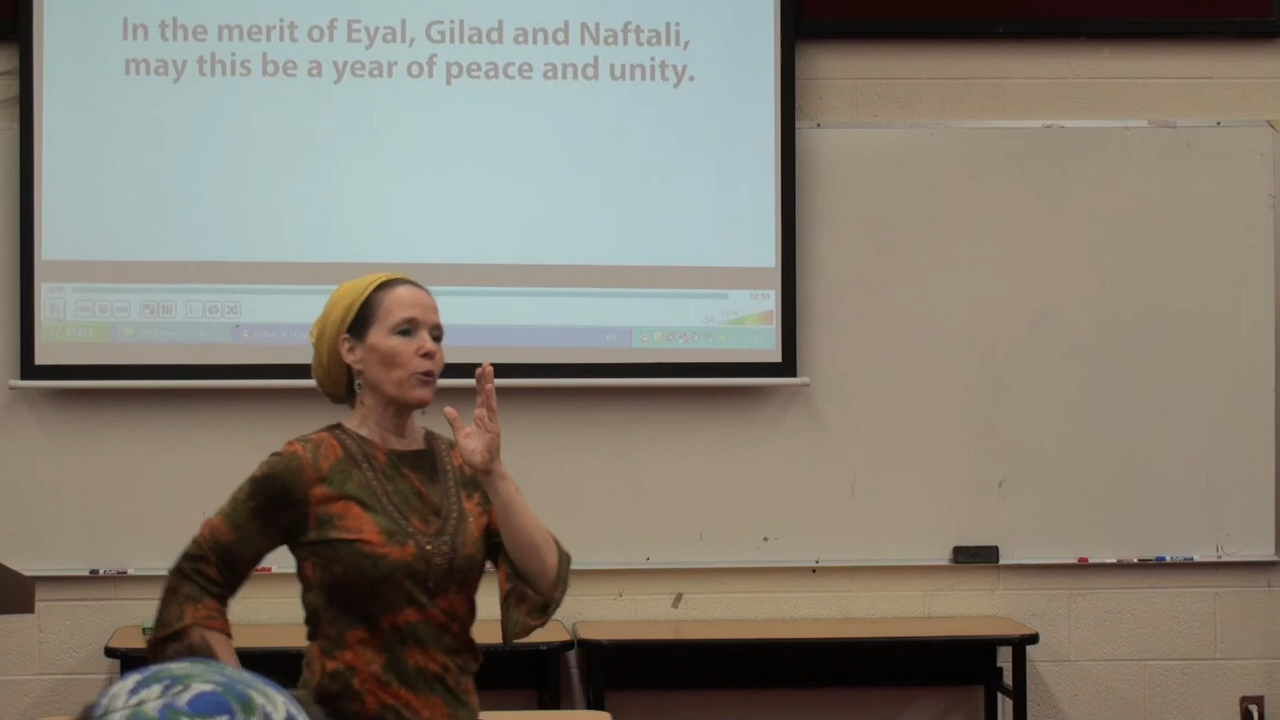 In the merit of Eyal, Gilad and Naftali,
may this be a year of peace and unity.